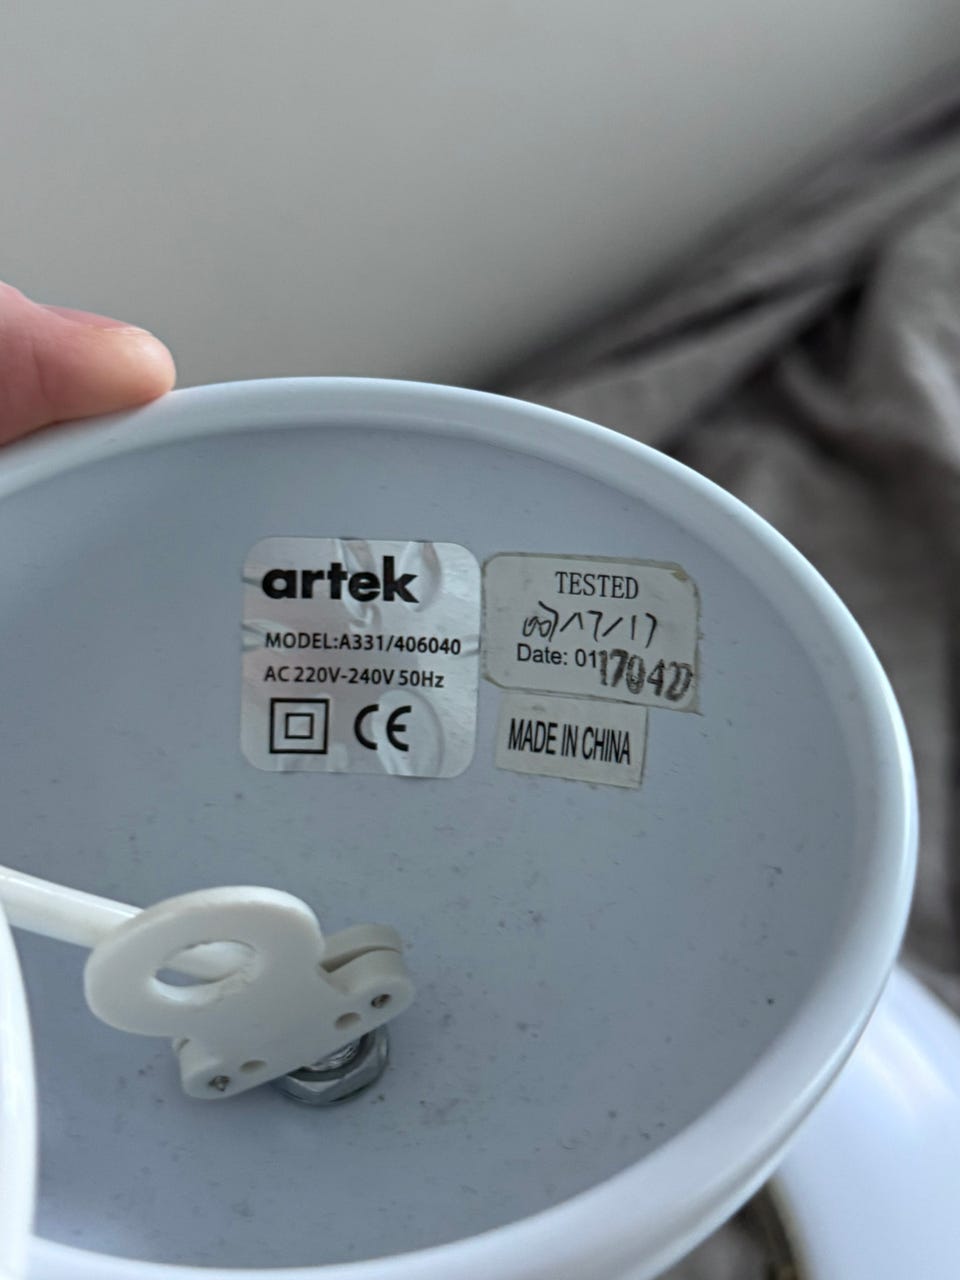 artek
MODEL:A331/406040
AC 220V-240V 50Hz
CE
TESTED
Date: 01
MADE IN CHINA